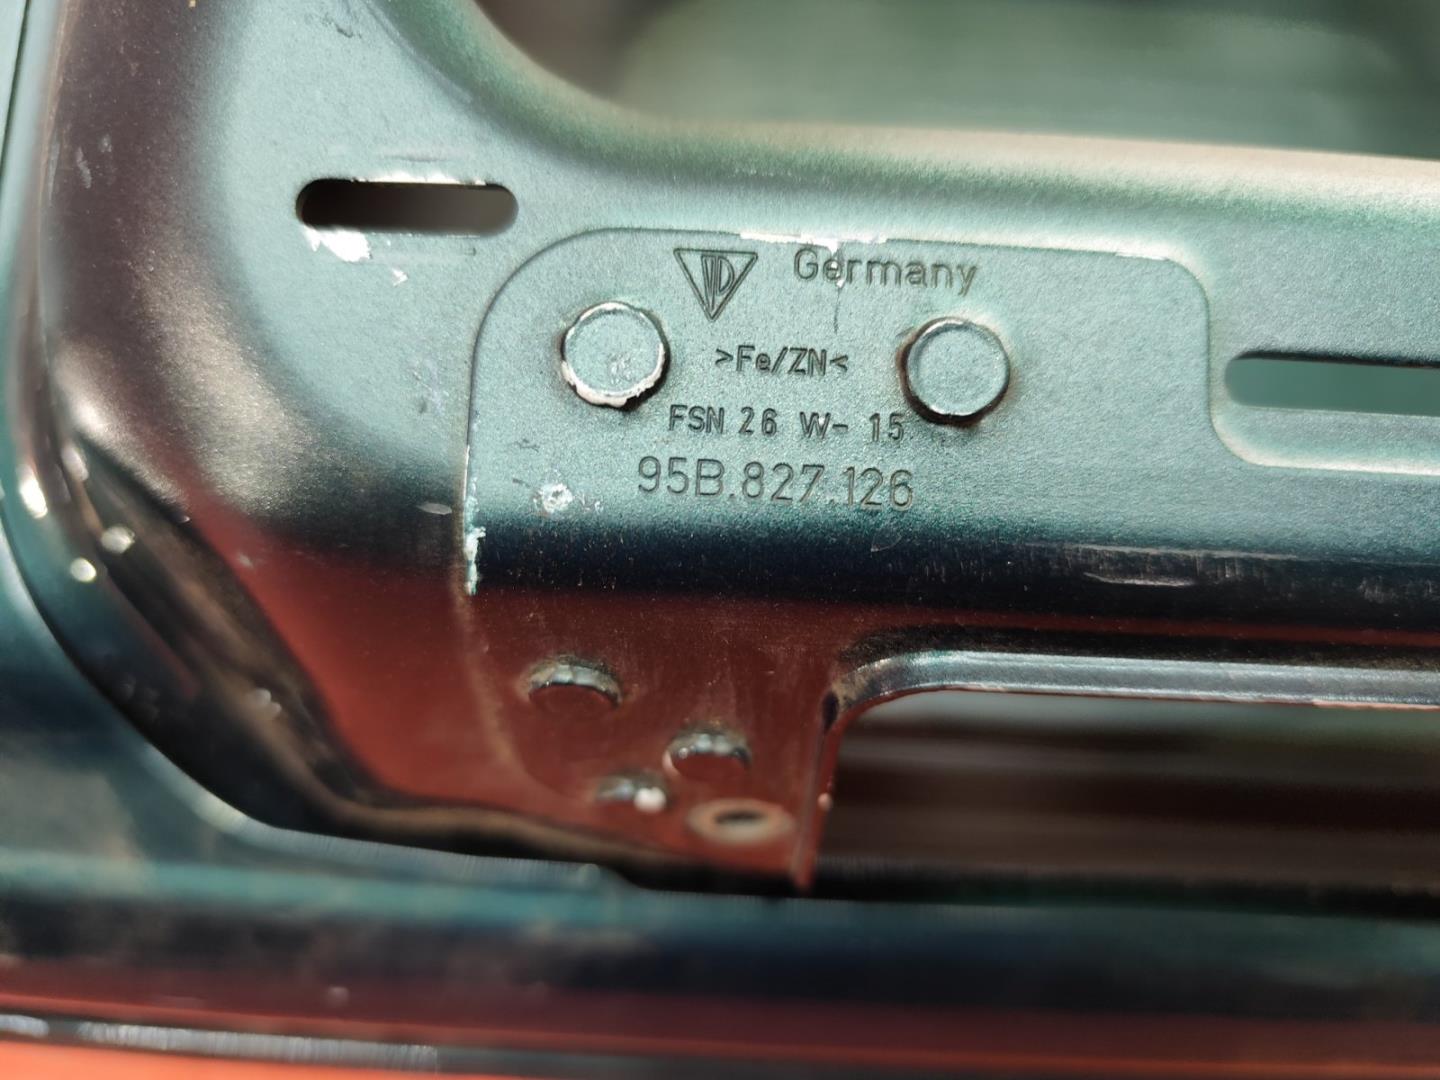 Germany
>Fe/ZN<
FSN 26 W- 15
95B.827.126